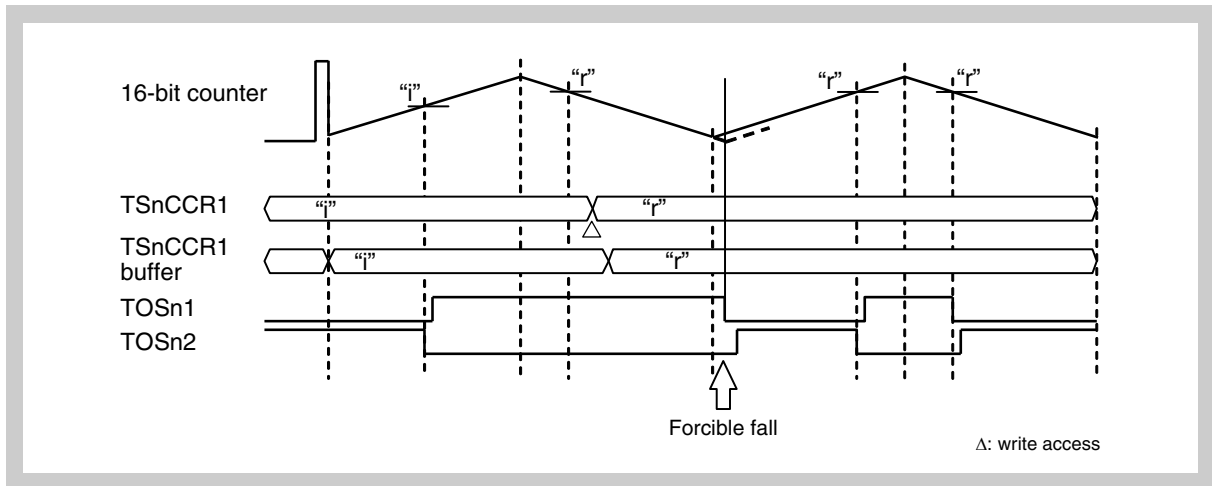 16-bit counter
“i”
“r”
“r”
“r”
TSnCCR1
“i”
“r”
TSnCCR1
buffer
“i”
“r”
TOSn1
TOSn2
Forcible fall
Δ: write access